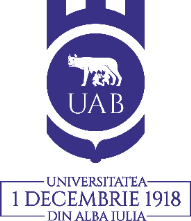 UAB
UNIVERSITATEA
1 DECEMBRIE 1918
DIN ALBA IULIA